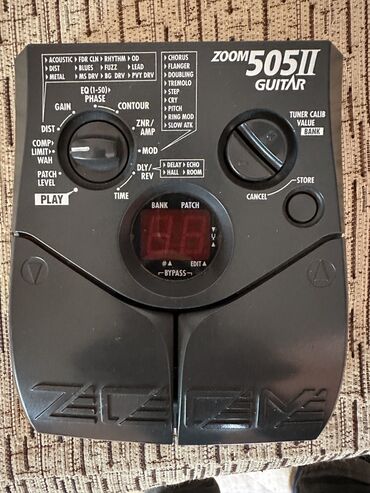 ACOUSTIC ▸ FDR CLN ▸ RHYTHM ▸ OD
DIST ▸ BLUES ▸ FUZZ ▸ LEAD
METAL ▸ MS DRV ▸ BG DRV ▸ PVY DRV
CHORUS
FLANGER
DOUBLING
TREMOLO
STEP
CRY
PITCH
RING MOD
SLOW ATK
ZOOM 505II
GUITAR
EQ (1-50)
PHASE
GAIN
CONTOUR
DIST
ZNR/
AMP
COMP
LIMIT
WAH
MOD
PATCH
LEVEL
DLY/
REV
DELAY ▸ ECHO
HALL ▸ ROOM
PLAY
TIME
TUNER CALIB
VALUE
BANK
STORE
CANCEL
BANK PATCH
# ▲ EDIT ▲
BYPASS
ZOOM